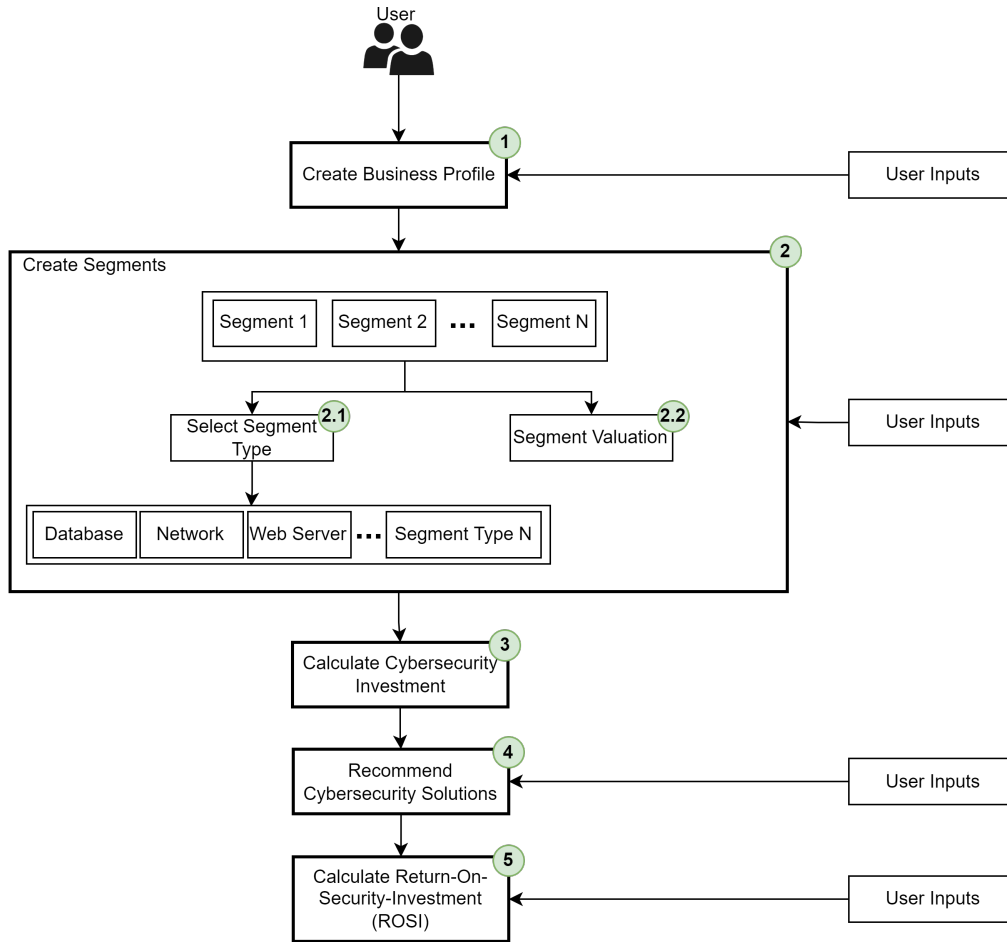 User
1
Create Business Profile
User Inputs
2
Create Segments
Segment 1
Segment 2
...
Segment N
User Inputs
2.1
Select Segment
Type
2.2
Segment Valuation
Database
Network
Web Server
...
Segment Type N
3
Calculate Cybersecurity
Investment
4
Recommend
Cybersecurity Solutions
User Inputs
5
Calculate Return-On-
Security-Investment
(ROSI)
User Inputs